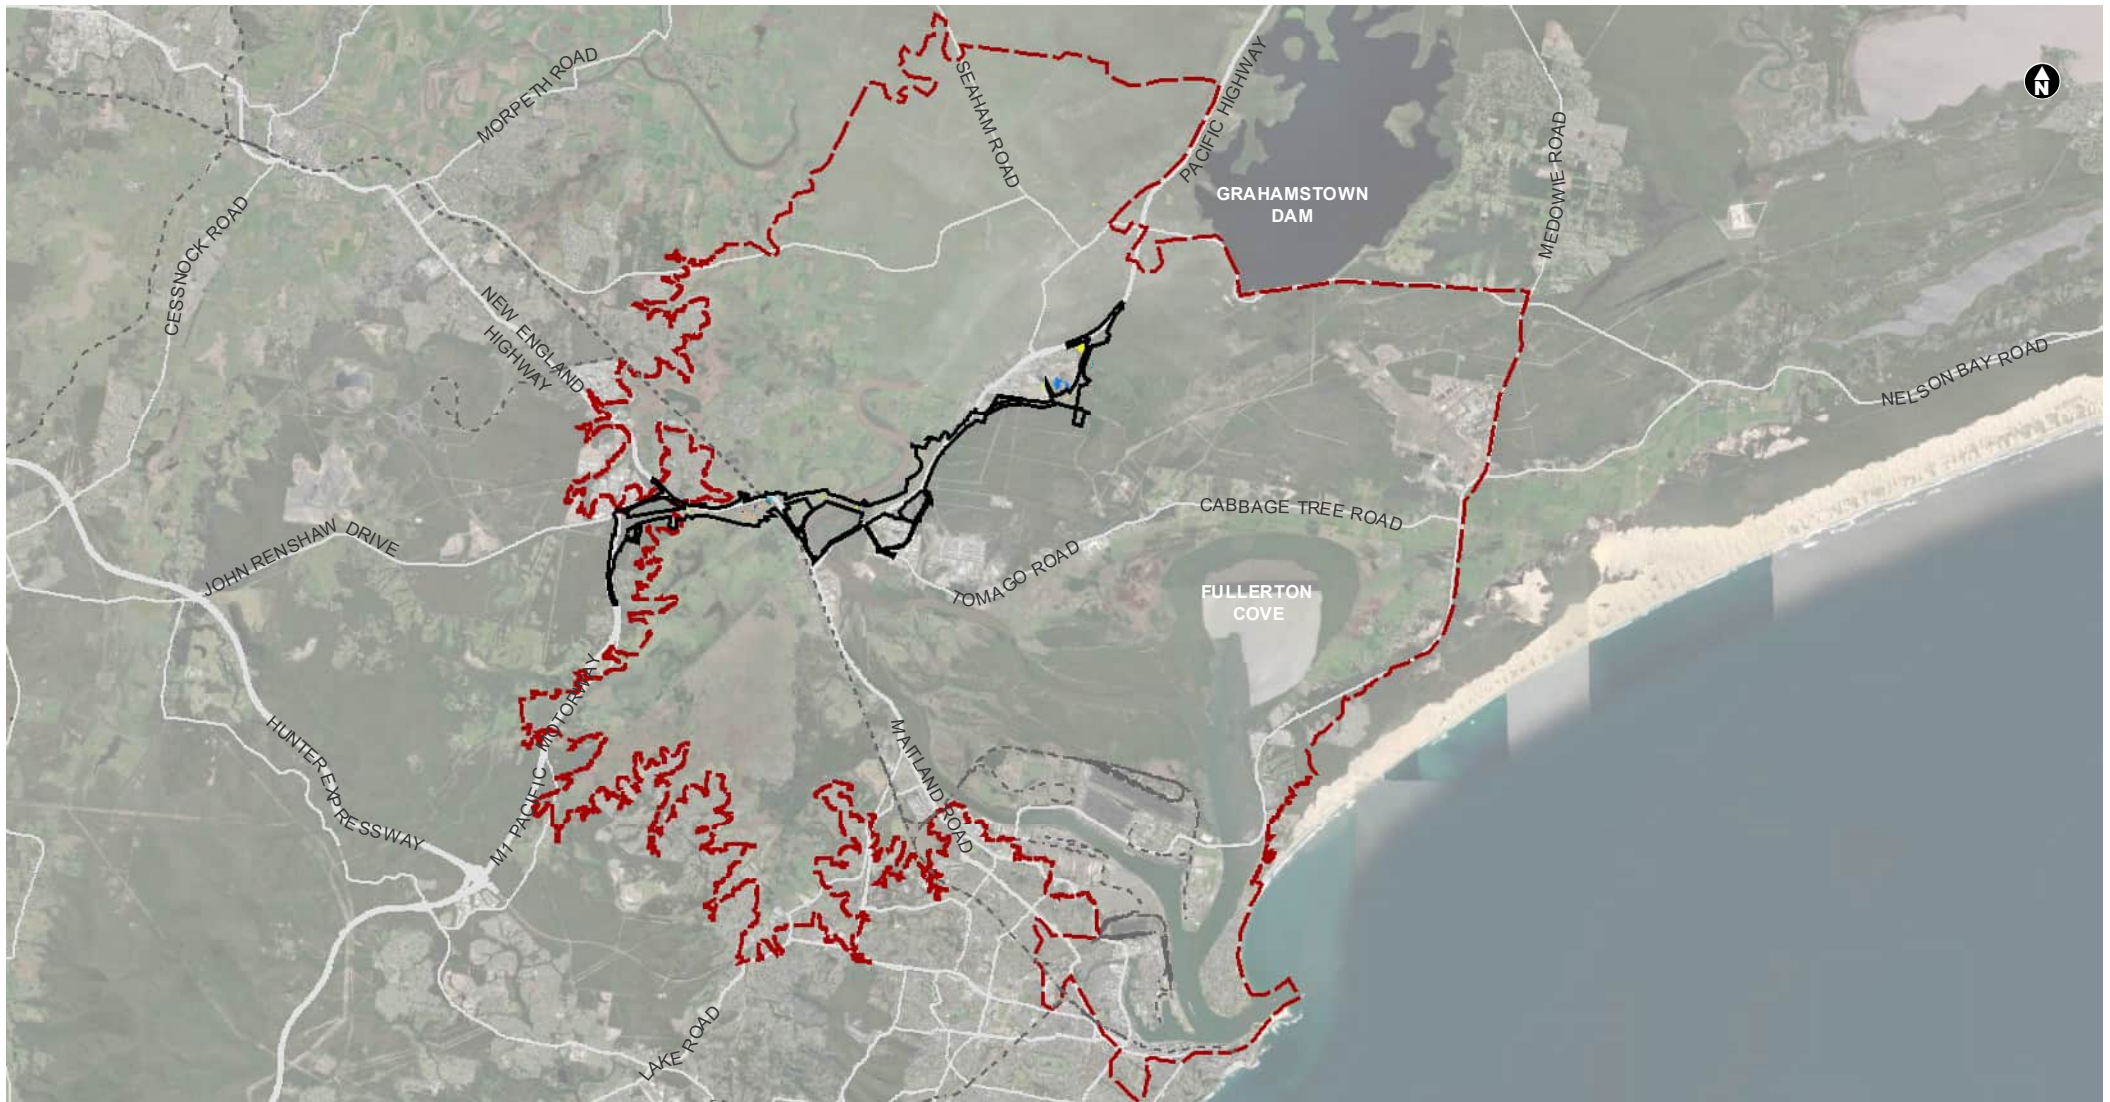 MORPETH ROAD
SEAHAM ROAD
PACIFIC HIGHWAY
N
GRAHAMSTOWN
DAM
MEDOWIE ROAD
CESSNOCK ROAD
NEW ENGLAND
HIGHWAY
NELSON BAY ROAD
CABBAGE TREE ROAD
JOHN RENSHAW DRIVE
TOMAGO ROAD
FULLERTON
COVE
M1 PACIFIC MOTORWAY
HUNTER EXPRESSWAY
MAITLAND ROAD
LAKE ROAD